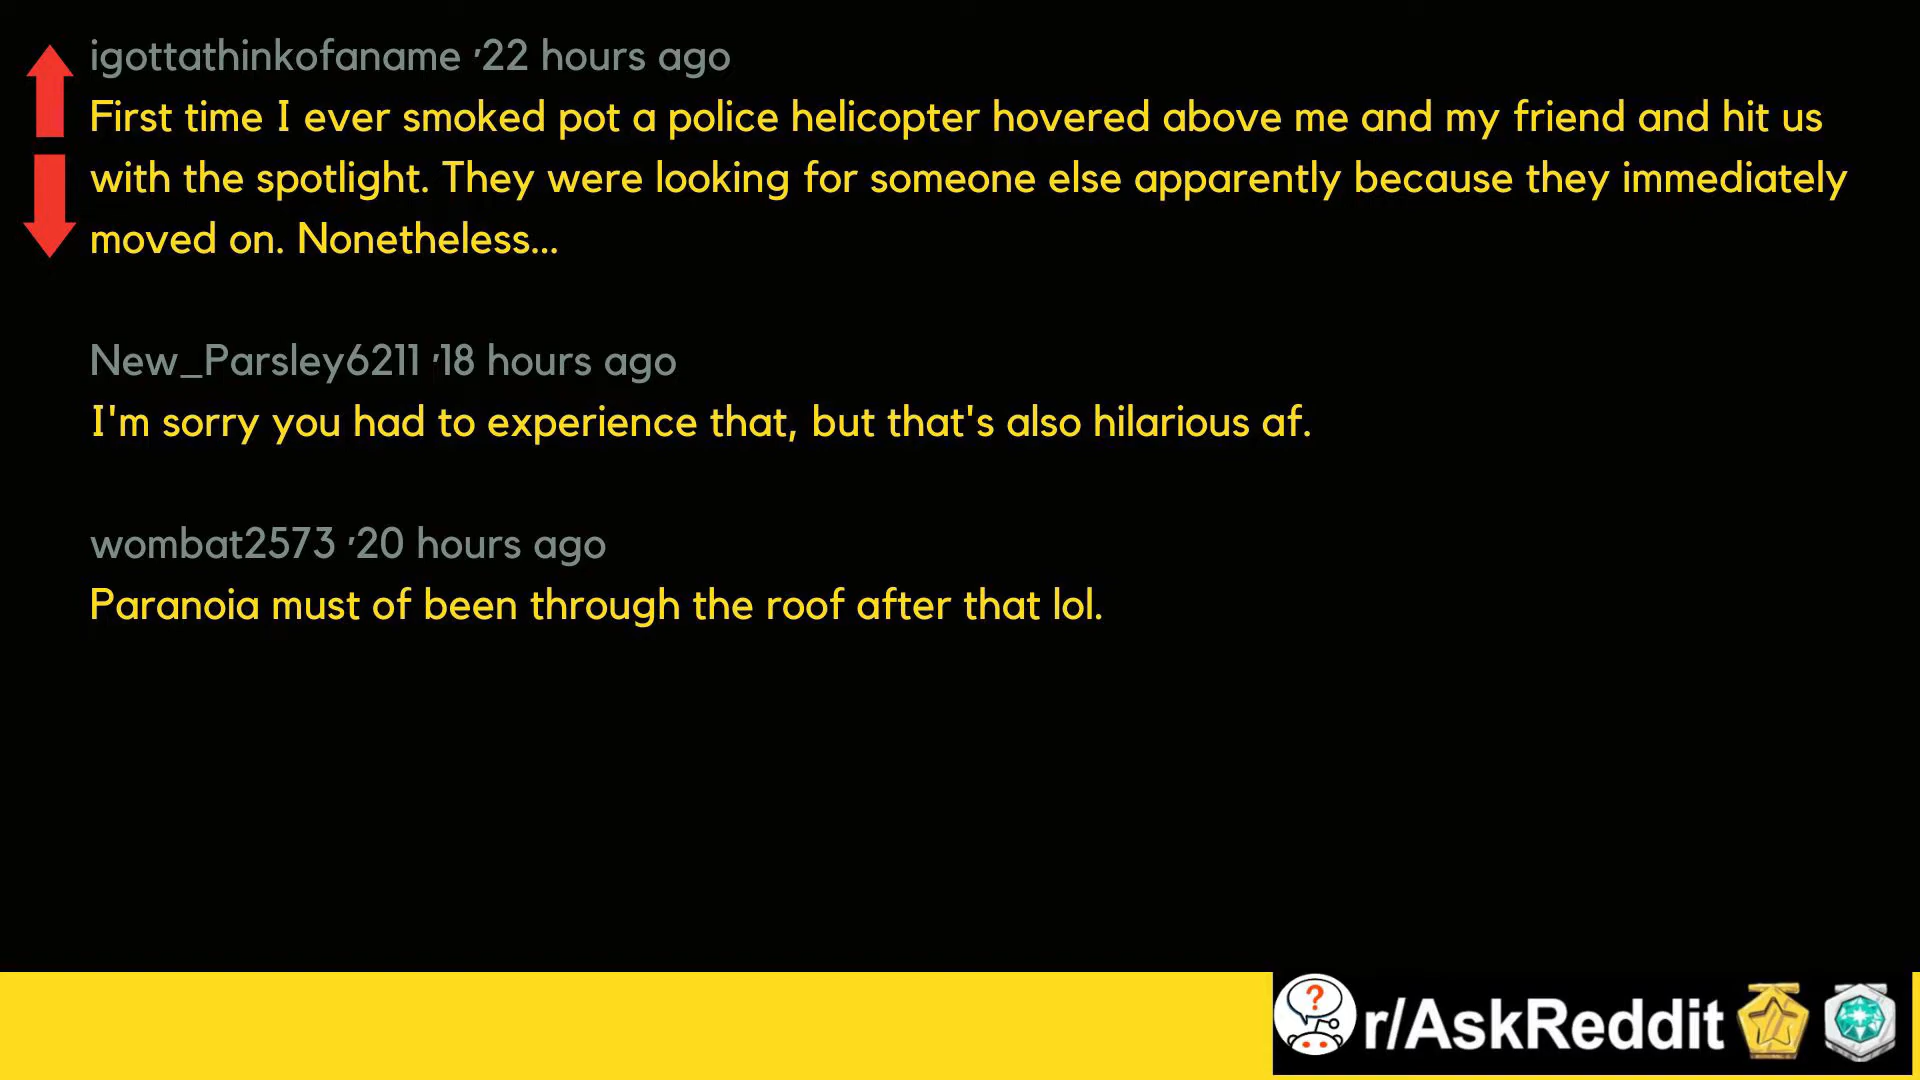 igottathinkofaname ·22 hours ago
First time I ever smoked pot a police helicopter hovered above me and my friend and hit us
with the spotlight. They were looking for someone else apparently because they immediately
moved on. Nonetheless...
New_Parsley6211 ·18 hours ago
I'm sorry you had to experience that, but that's also hilarious af.
wombat2573 ·20 hours ago
Paranoia must of been through the roof after that lol.
?
r/AskReddit